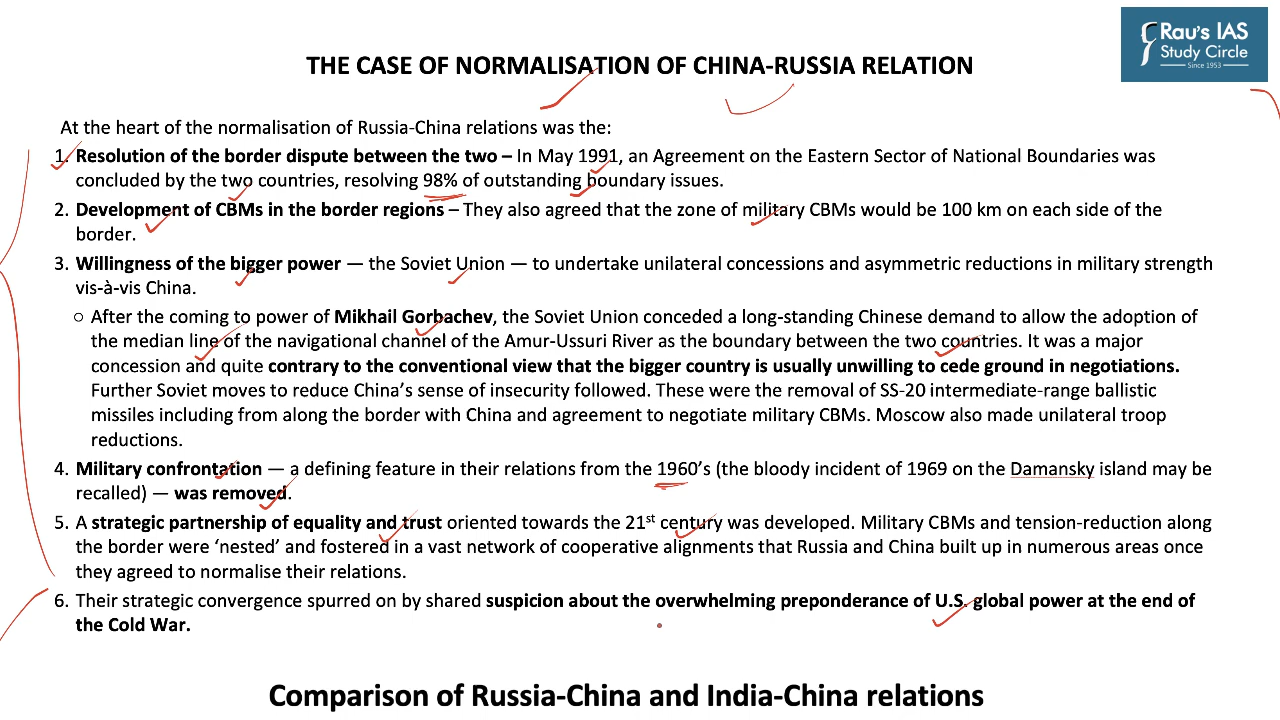 Rau's IAS
Study Circle
Since 1953
THE CASE OF NORMALISATION OF CHINA-RUSSIA RELATION
At the heart of the normalisation of Russia-China relations was the:
1. Resolution of the border dispute between the two – In May 1991, an Agreement on the Eastern Sector of National Boundaries was
concluded by the two countries, resolving 98% of outstanding boundary issues.
2. Development of CBMs in the border regions – They also agreed that the zone of military CBMs would be 100 km on each side of the
border.
3. Willingness of the bigger power — the Soviet Union — to undertake unilateral concessions and asymmetric reductions in military strength
vis-à-vis China.
○ After the coming to power of Mikhail Gorbachev, the Soviet Union conceded a long-standing Chinese demand to allow the adoption of
the median line of the navigational channel of the Amur-Ussuri River as the boundary between the two countries. It was a major
concession and quite contrary to the conventional view that the bigger country is usually unwilling to cede ground in negotiations.
Further Soviet moves to reduce China's sense of insecurity followed. These were the removal of SS-20 intermediate-range ballistic
missiles including from along the border with China and agreement to negotiate military CBMs. Moscow also made unilateral troop
reductions.
4. Military confrontation — a defining feature in their relations from the 1960's (the bloody incident of 1969 on the Damansky island may be
recalled) — was removed.
5. A strategic partnership of equality and trust oriented towards the 21st century was developed. Military CBMs and tension-reduction along
the border were 'nested' and fostered in a vast network of cooperative alignments that Russia and China built up in numerous areas once
they agreed to normalise their relations.
6. Their strategic convergence spurred on by shared suspicion about the overwhelming preponderance of U.S. global power at the end of
the Cold War.
Comparison of Russia-China and India-China relations